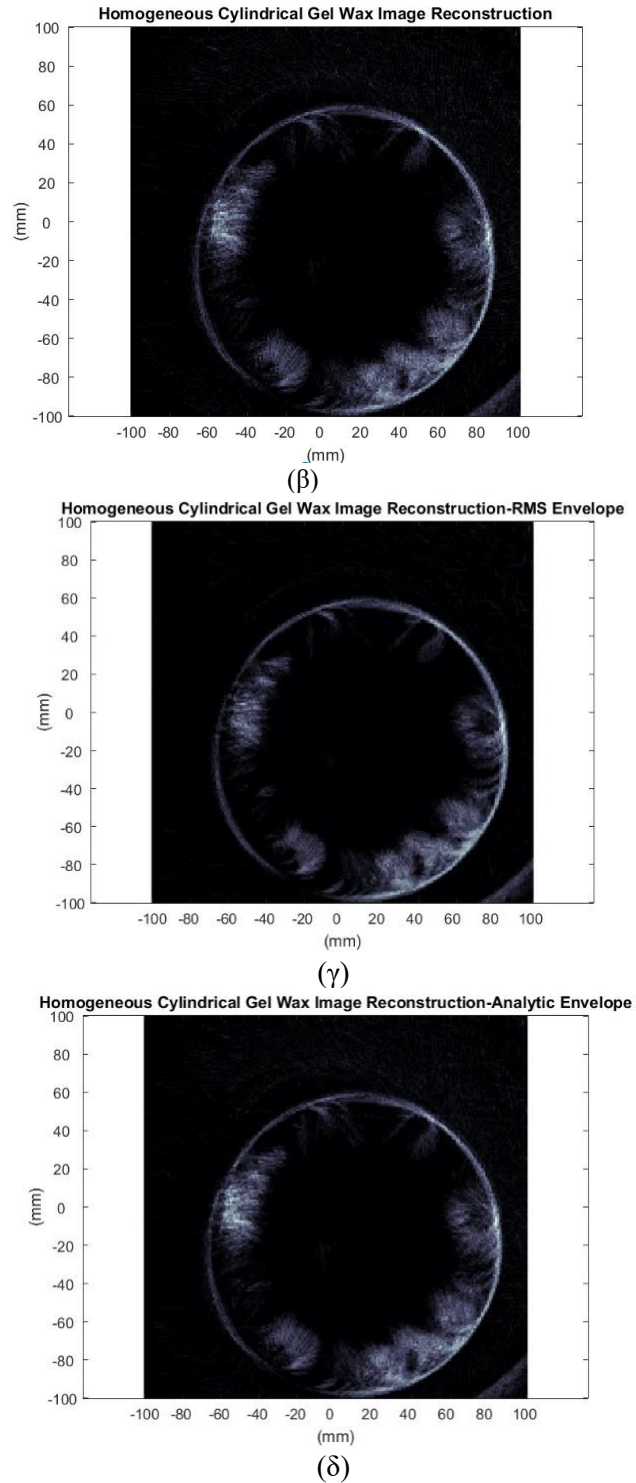 Homogeneous Cylindrical Gel Wax Image Reconstruction
100
80
60
40
20
0
-20
-40
-60
-80
-100
(mm)
-100 -80 -60 -40 -20 0 20 40 60 80 100
(mm)
(β)
Homogeneous Cylindrical Gel Wax Image Reconstruction-RMS Envelope
100
80
60
40
20
0
-20
-40
-60
-80
-100
(mm)
-100 -80 -60 -40 -20 0 20 40 60 80 100
(mm)
(γ)
Homogeneous Cylindrical Gel Wax Image Reconstruction-Analytic Envelope
100
80
60
40
20
0
-20
-40
-60
-80
-100
(mm)
-100 -80 -60 -40 -20 0 20 40 60 80 100
(mm)
(δ)